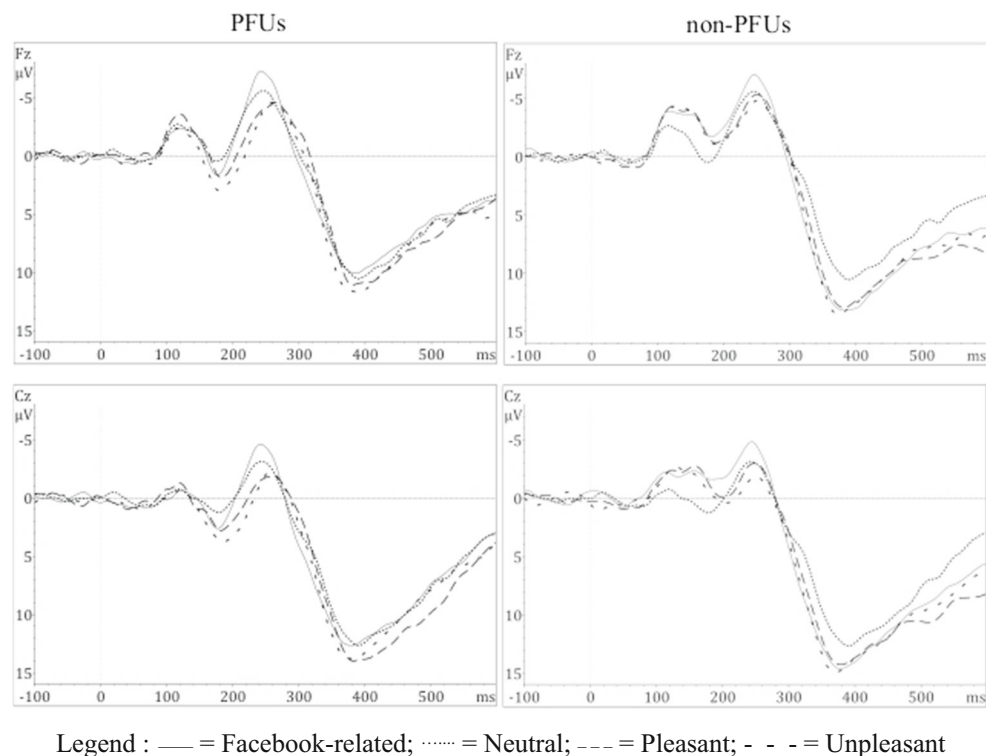 PFUs
non-PFUs
Fz
µV
-5
0
5
10
15
-100 0 100 200 300 400 500 ms
Fz
µV
-5
0
5
10
15
-100 0 100 200 300 400 500 ms
Cz
µV
-5
0
5
10
15
-100 0 100 200 300 400 500 ms
Cz
µV
-5
0
5
10
15
-100 0 100 200 300 400 500 ms
Legend : —— = Facebook-related; ········ = Neutral; --- = Pleasant; - - - = Unpleasant